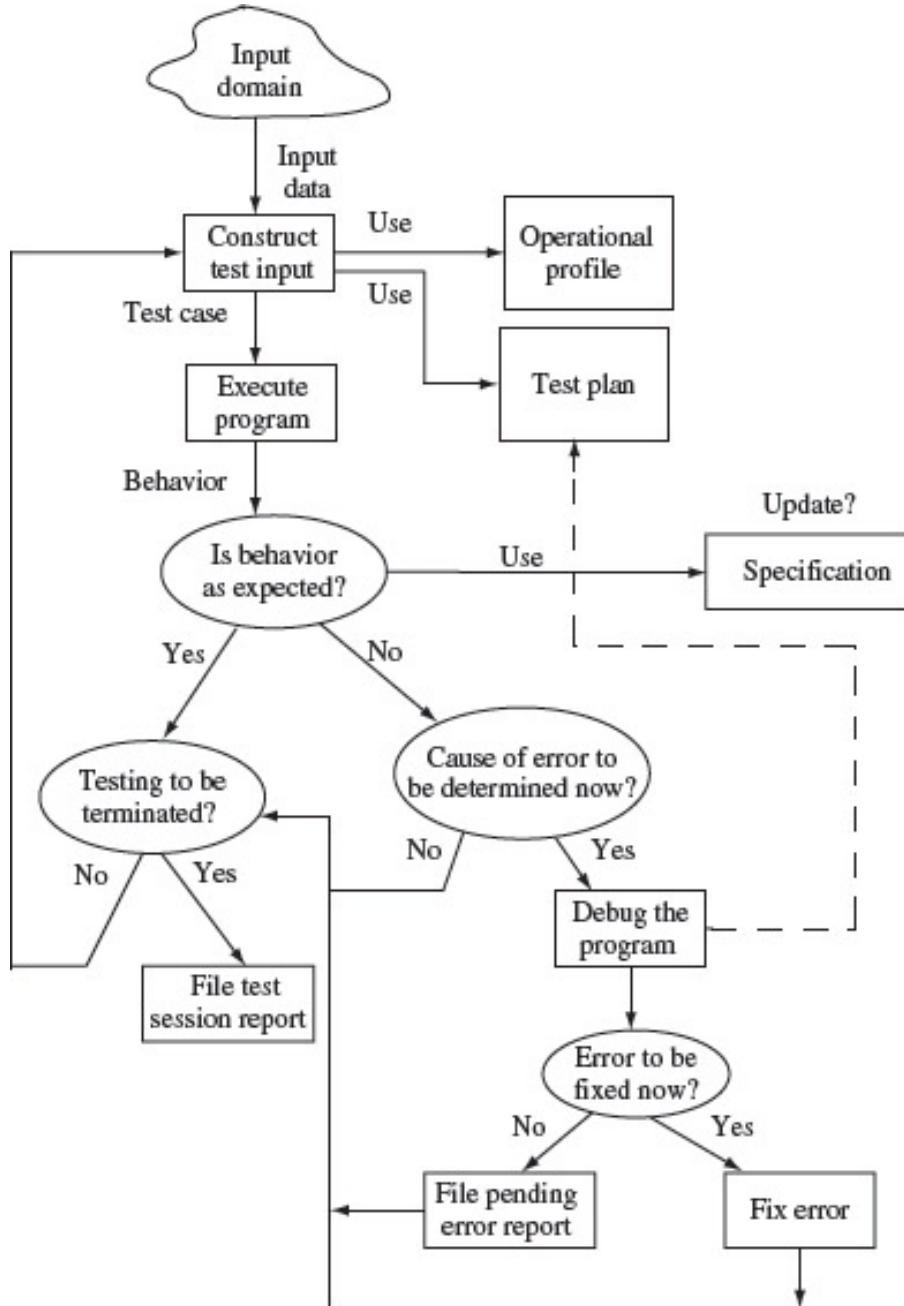 Input
domain
Input
data
Construct
test input
Use
Use
Operational
profile
Test case
Execute
program
Test plan
Behavior
Is behavior
as expected?
Use
Update?
Specification
Yes
No
Testing to be
terminated?
Cause of error to
be determined now?
No
Yes
No
Yes
File test
session report
Debug the
program
Error to be
fixed now?
No
Yes
File pending
error report
Fix error